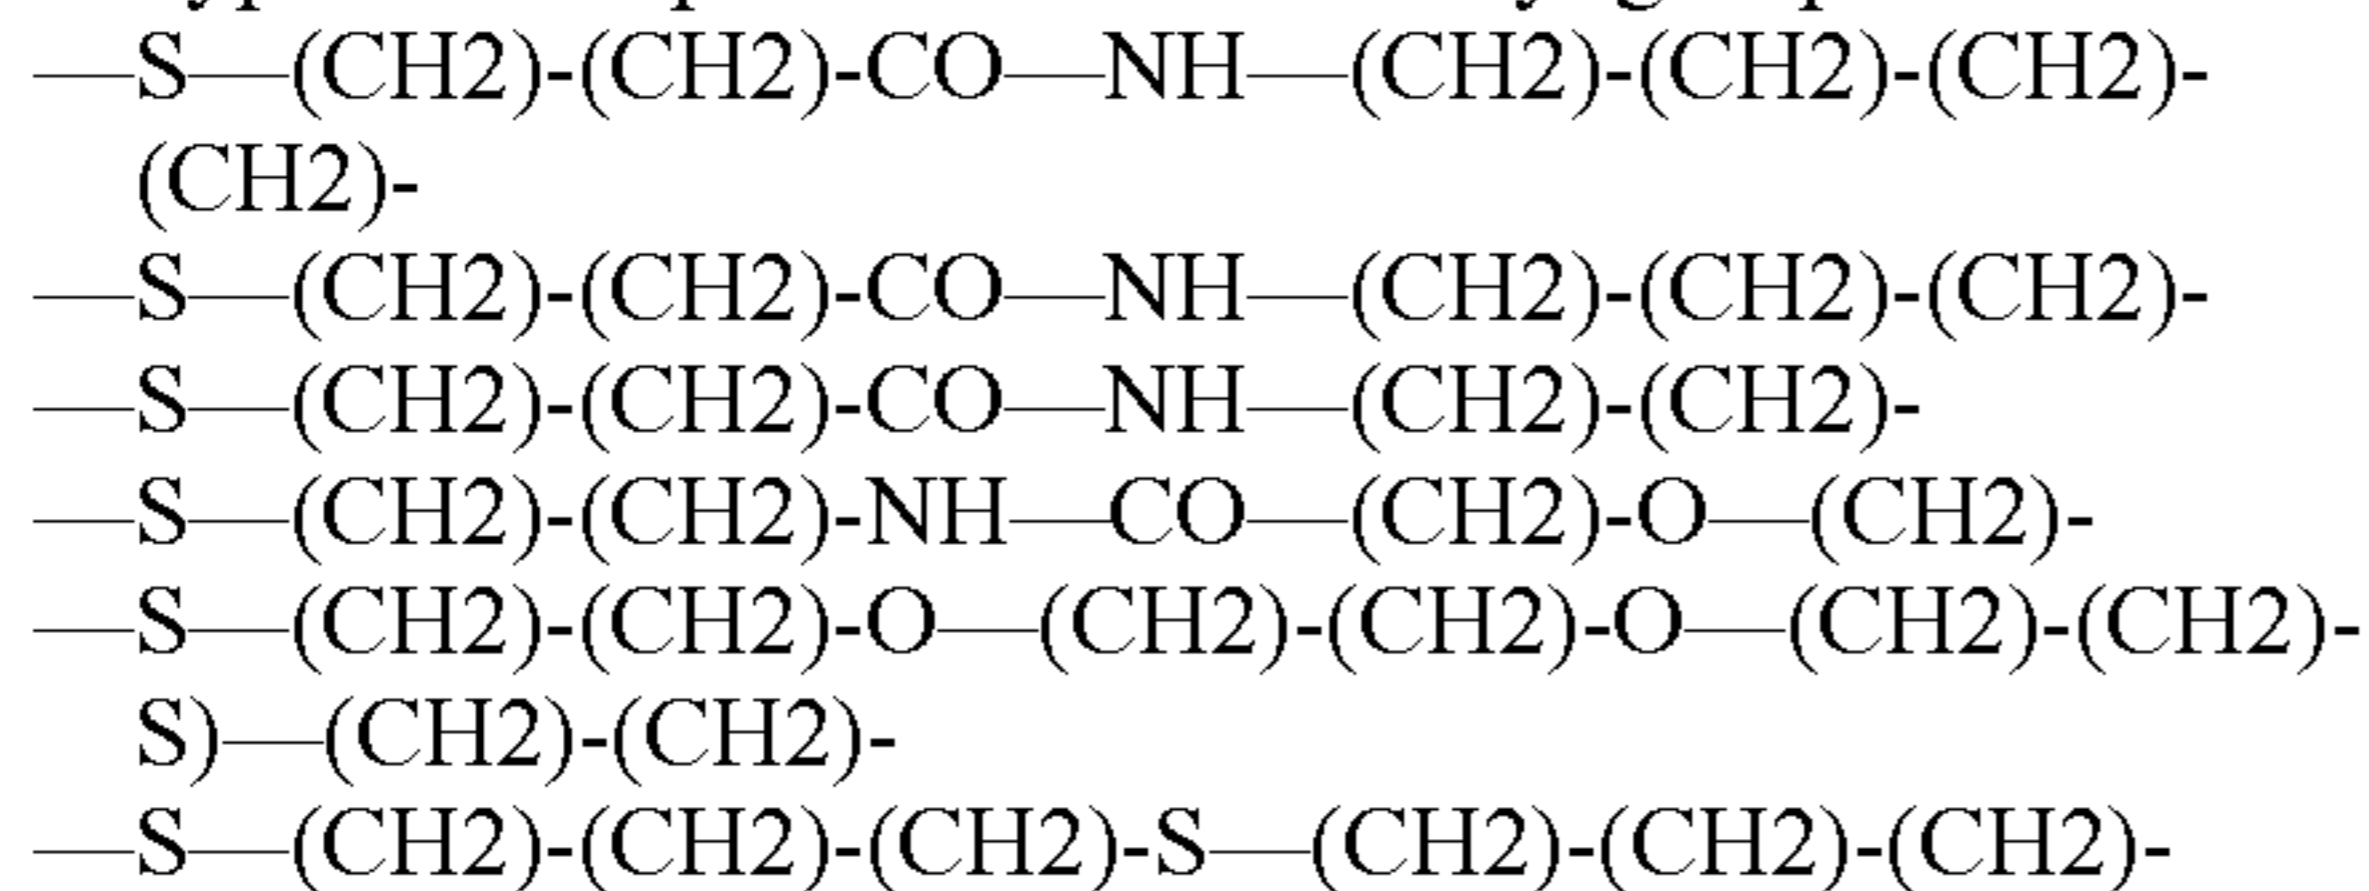 —S—(CH2)-(CH2)-CO—NH—(CH2)-(CH2)-(CH2)-
(CH2)-
—S—(CH2)-(CH2)-CO—NH—(CH2)-(CH2)-(CH2)-
—S—(CH2)-(CH2)-CO—NH—(CH2)-(CH2)-
—S—(CH2)-(CH2)-NH—CO—(CH2)-O—(CH2)-
—S—(CH2)-(CH2)-O—(CH2)-(CH2)-O—(CH2)-(CH2)-
S)—(CH2)-(CH2)-
—S—(CH2)-(CH2)-(CH2)-S—(CH2)-(CH2)-(CH2)-